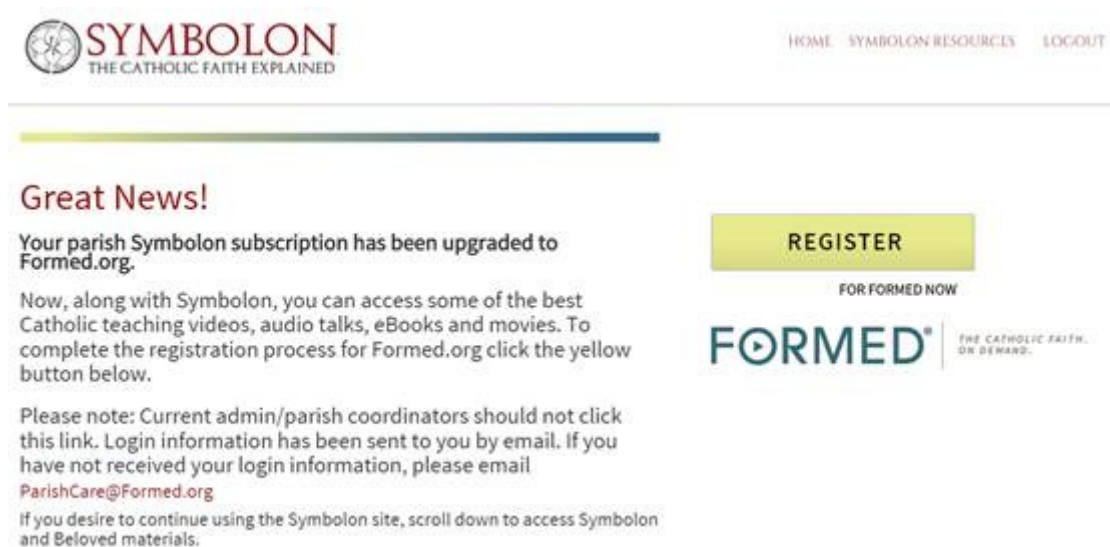 SYMBOLON
THE CATHOLIC FAITH EXPLAINED
HOME SYMBOLON RESOURCES LOGOUT
Great News!
Your parish Symbolon subscription has been upgraded to
Formed.org.
Now, along with Symbolon, you can access some of the best
Catholic teaching videos, audio talks, eBooks and movies. To
complete the registration process for Formed.org click the yellow
button below.
Please note: Current admin/parish coordinators should not click
this link. Login information has been sent to you by email. If you
have not received your login information, please email
ParishCare@Formed.org
If you desire to continue using the Symbolon site, scroll down to access Symbolon
and Beloved materials.
REGISTER
FOR FORMED NOW
FORMED®
THE CATHOLIC FAITH.
ON DEMAND.